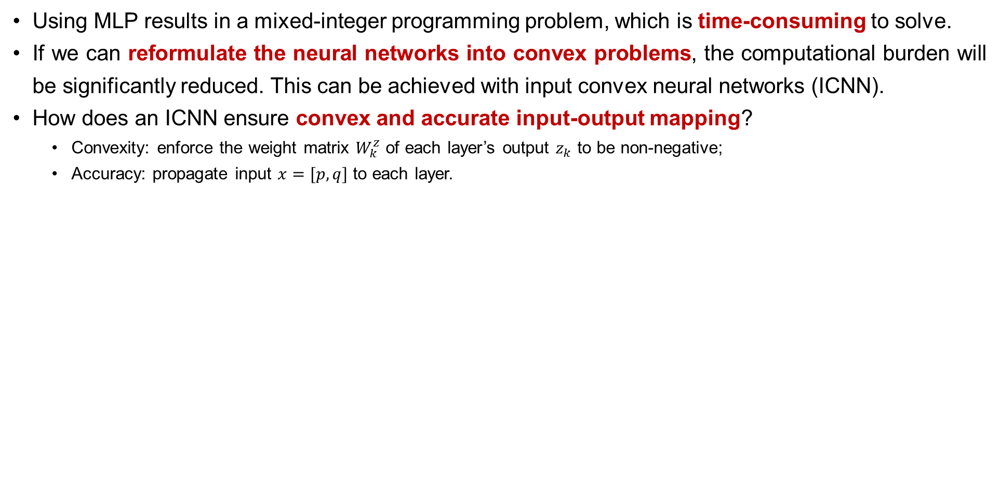 • Using MLP results in a mixed-integer programming problem, which is time-consuming to solve.
• If we can reformulate the neural networks into convex problems, the computational burden will
be significantly reduced. This can be achieved with input convex neural networks (ICNN).
• How does an ICNN ensure convex and accurate input-output mapping?
• Convexity: enforce the weight matrix $W_k^z$ of each layer’s output $z_k$ to be non-negative;
• Accuracy: propagate input $x = [p, q]$ to each layer.